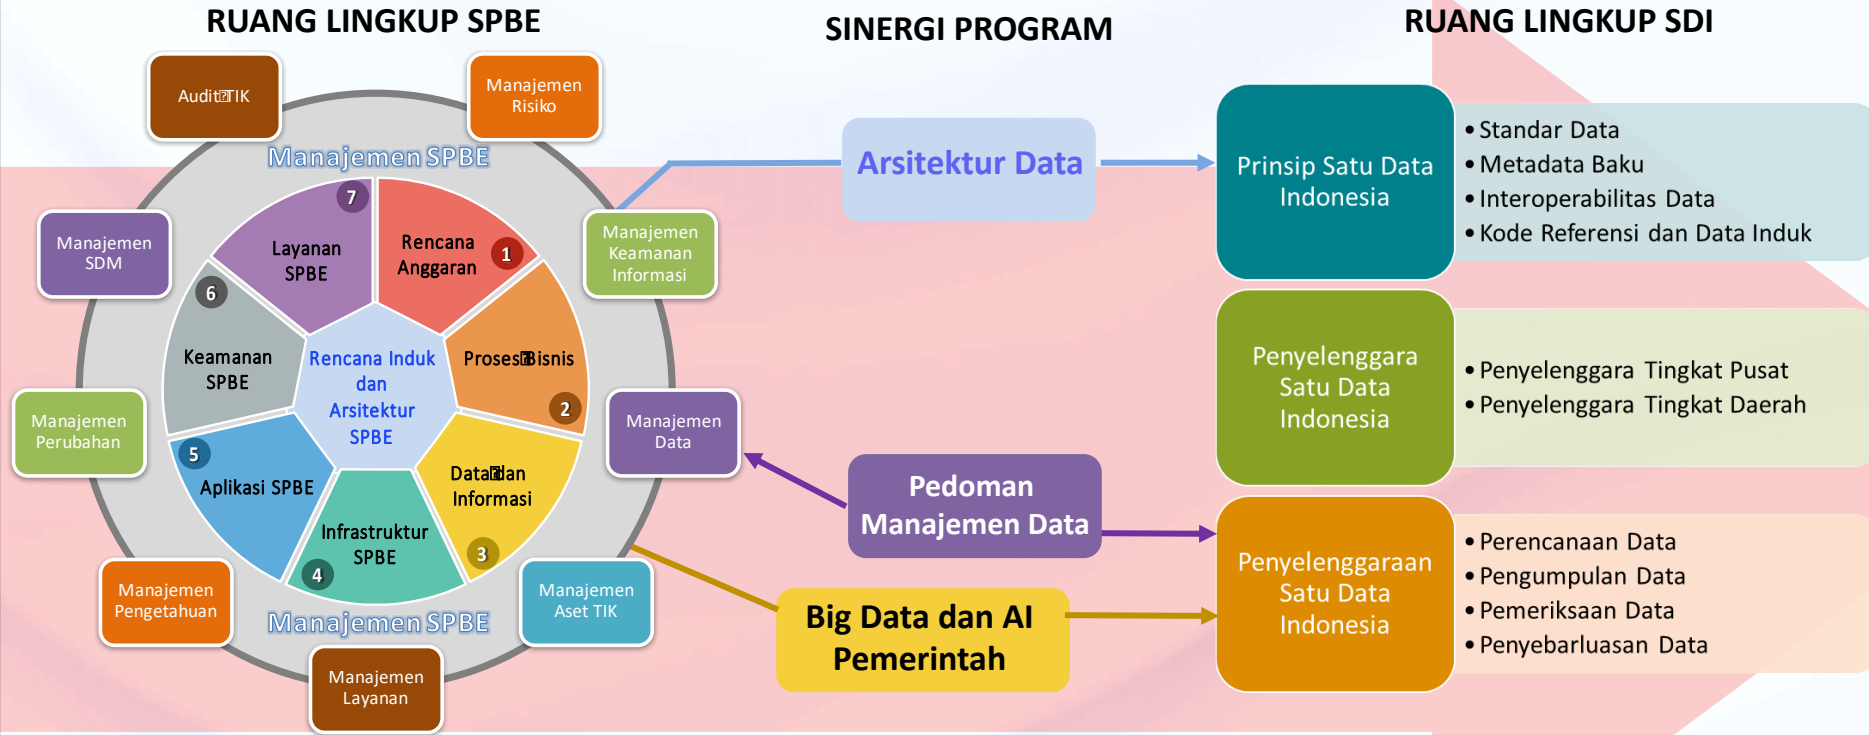 RUANG LINGKUP SPBE
SINERGI PROGRAM
RUANG LINGKUP SDI
Audit TIK
Manajemen
Risiko
Manajemen SPBE
Manajemen
SDM
Manajemen
Keamanan
Informasi
7
Layanan
SPBE
Rencana
Anggaran
1
6
Keamanan
SPBE
Rencana Induk
dan
Arsitektur
SPBE
Proses Bisnis
2
Manajemen
Perubahan
Manajemen
Data
5
Aplikasi SPBE
Data dan
Informasi
3
Infrastruktur
SPBE
4
Manajemen
Pengetahuan
Manajemen
Aset TIK
Manajemen SPBE
Manajemen
Layanan
Arsitektur Data
Pedoman
Manajemen Data
Big Data dan AI
Pemerintah
Prinsip Satu Data
Indonesia
• Standar Data
• Metadata Baku
• Interoperabilitas Data
• Kode Referensi dan Data Induk
Penyelenggara
Satu Data
Indonesia
• Penyelenggara Tingkat Pusat
• Penyelenggara Tingkat Daerah
Penyelenggaraan
Satu Data
Indonesia
• Perencanaan Data
• Pengumpulan Data
• Pemeriksaan Data
• Penyebarluasan Data